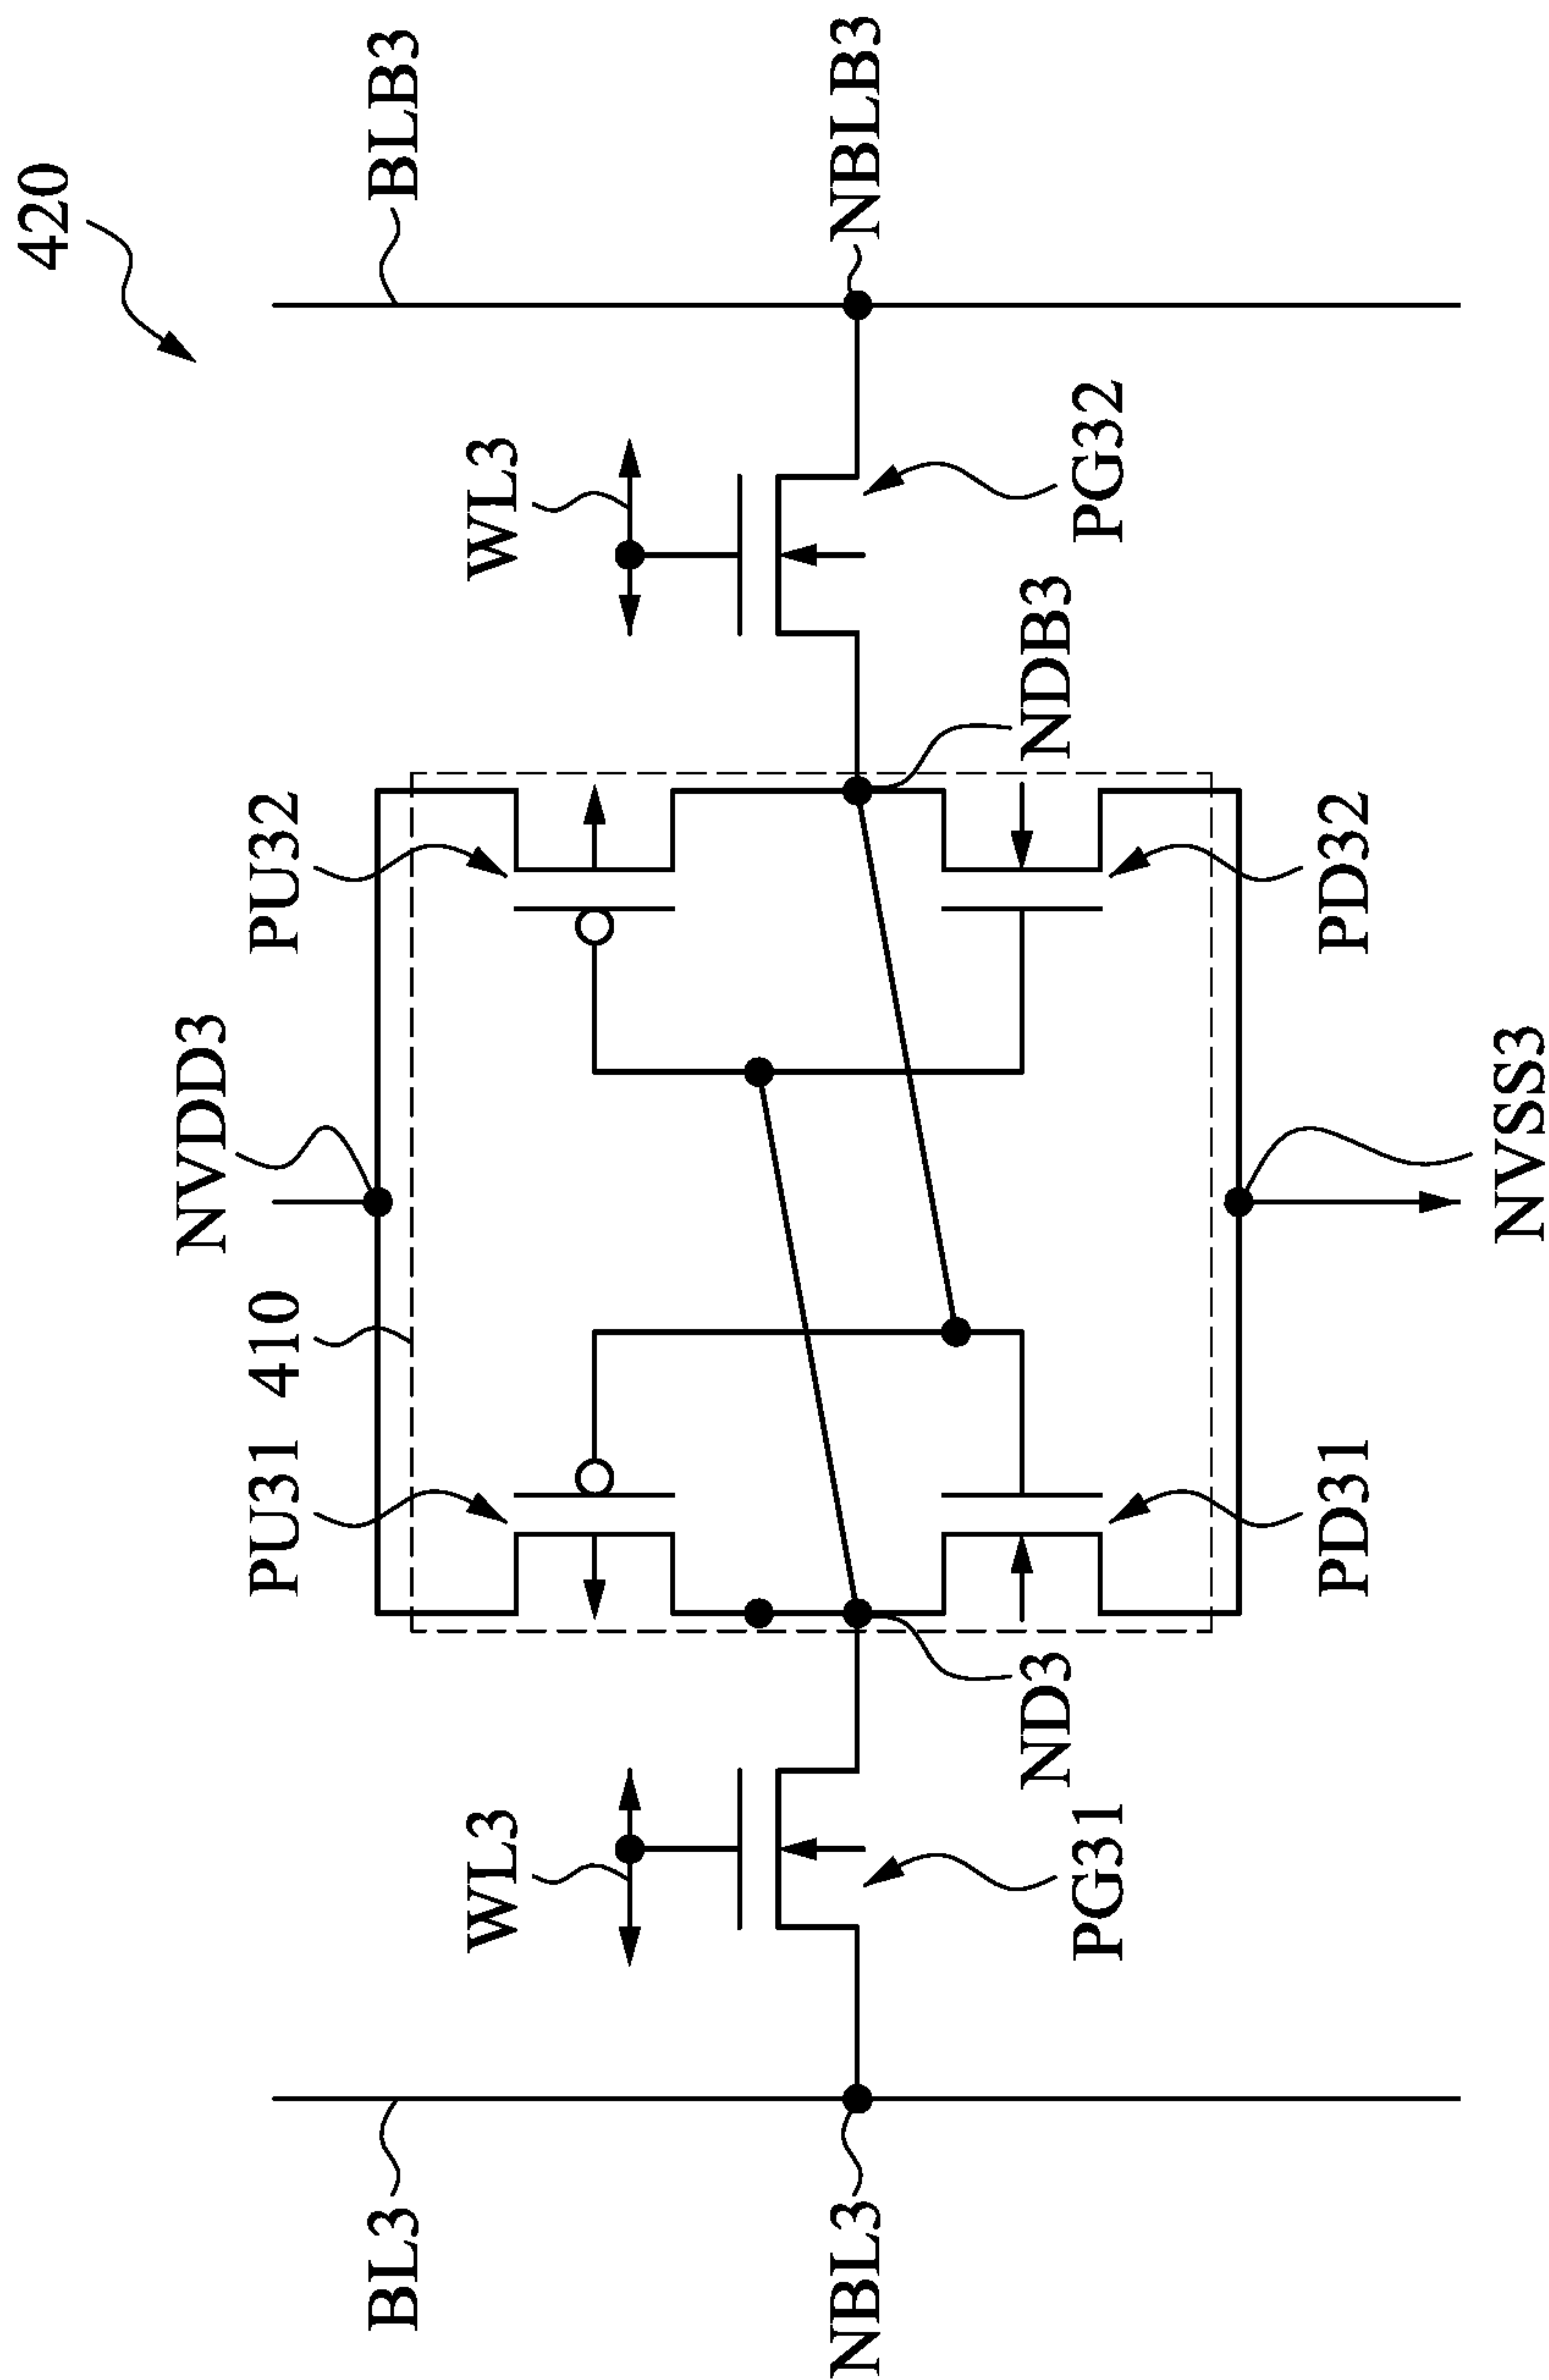 420
BL3
BLB3
NBL3
NBLB3
WL3
WL3
PG31
PG32
NVDD3
PU31
410
PU32
ND3
NDB3
PD31
PD32
NVSS3